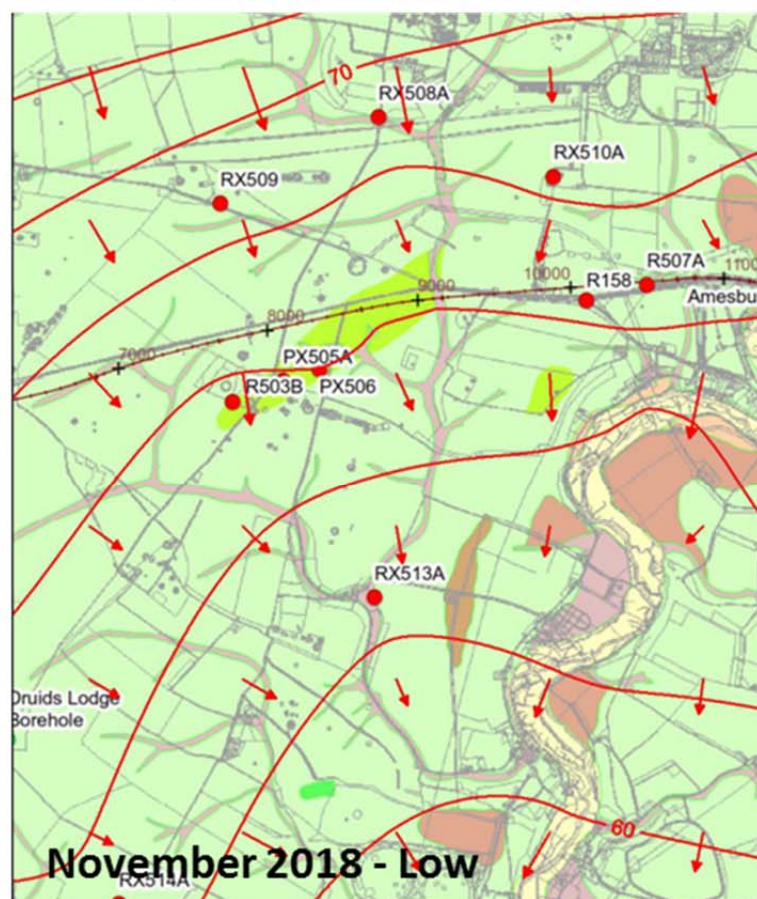 70
RX508A
RX510A
RX509
R507A
1100
10000
R158
9000
Amesbu
8000
PX505A
7000
R503B
PX506
RX513A
Druids Lodge
Borehole
60
November 2018 - Low
RX514A